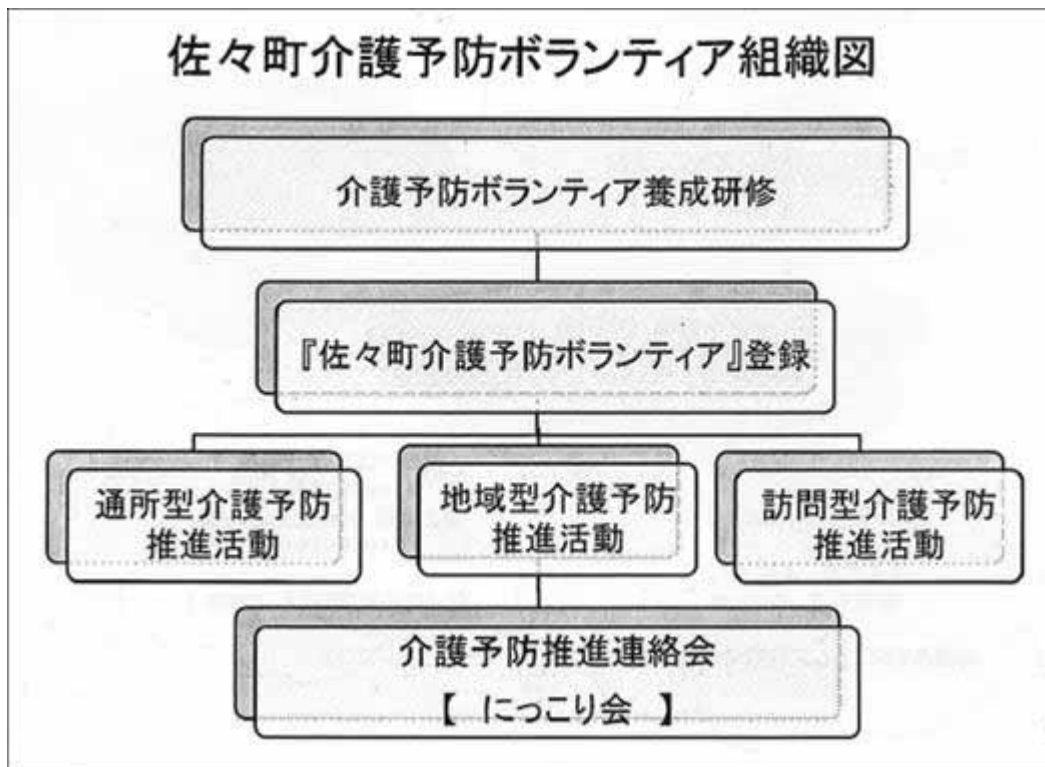 佐々町介護予防ボランティア組織図
介護予防ボランティア養成研修
『佐々町介護予防ボランティア』登録
通所型介護予防
推進活動
地域型介護予防
推進活動
訪問型介護予防
推進活動
介護予防推進連絡会
【 にっこり会 】